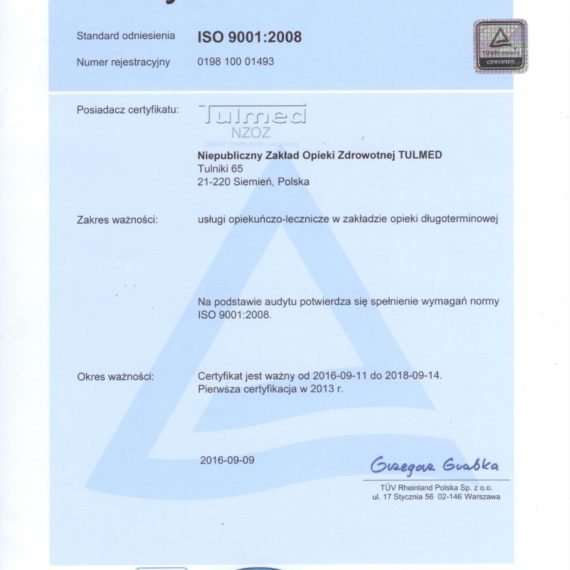 Standard odniesienia ISO 9001:2008
Numer rejestracyjny 0198 100 01493
TÜVRheinland
CERTIFIED
Posiadacz certyfikatu: Tulmed
NZOZ
Niepubliczny Zakład Opieki Zdrowotnej TULMED
Tulniki 65
21-220 Siemień, Polska
Zakres ważności: usługi opiekuńczo-lecznicze w zakładzie opieki długoterminowej
Na podstawie audytu potwierdza się spełnienie wymagań normy
ISO 9001:2008.
Okres ważności: Certyfikat jest ważny od 2016-09-11 do 2018-09-14.
Pierwsza certyfikacja w 2013 r.
2016-09-09
Grzegorz Grabka
TÜV Rheinland Polska Sp. z o.o.
ul. 17 Stycznia 56 02-146 Warszawa